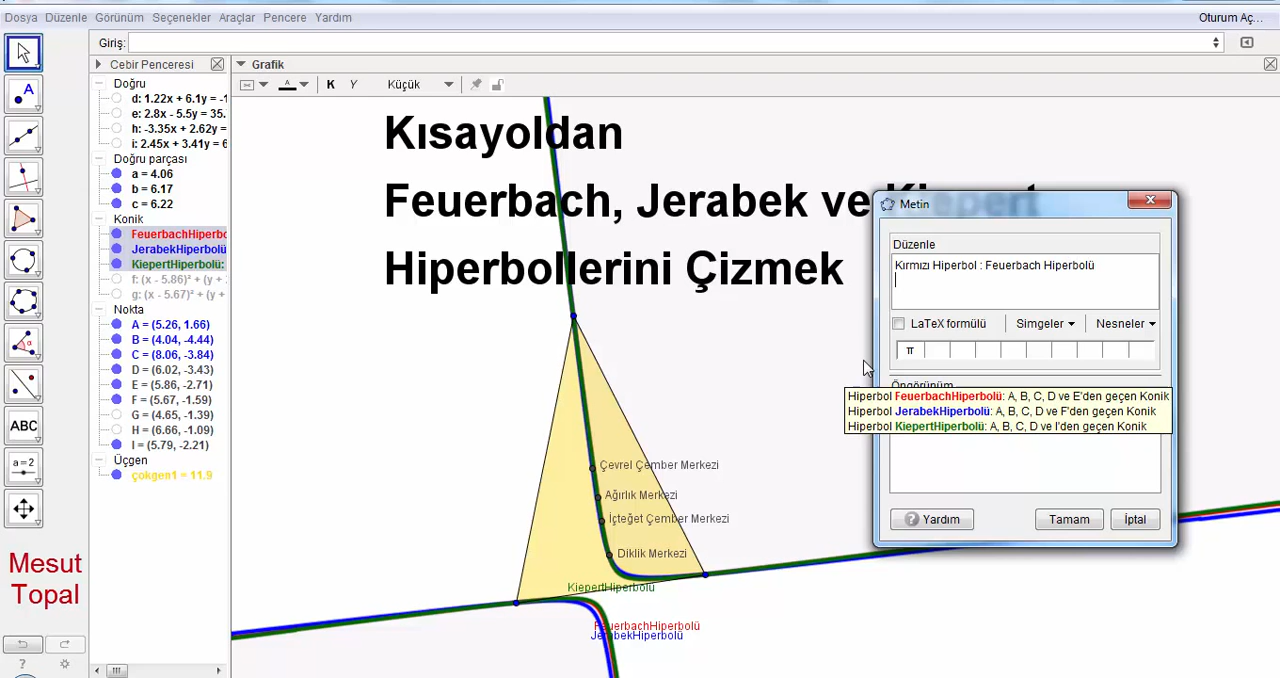 Dosya Düzenle Görünüm Seçenekler Araçlar Pencere Yardım
Oturum Aç...
Giriş:
Cebir Penceresi
Grafik
K Y Küçük
Doğru
d: 1.22x + 6.1y = -1
e: 2.8x - 5.5y = 35.
h: -3.35x + 2.62y =
i: 2.45x + 3.41y = 6
Doğru parçası
a = 4.06
b = 6.17
c = 6.22
Konik
FeuerbachHiperbo
JerabekHiperbolü
KiepertHiperbolü:
f: (x - 5.86)² + (y +
g: (x - 5.67)² + (y +
Nokta
A = (5.26, 1.66)
B = (4.04, -4.44)
C = (8.06, -3.84)
D = (6.02, -3.43)
E = (5.86, -2.71)
F = (5.67, -1.59)
G = (4.65, -1.39)
H = (6.66, -1.09)
I = (5.79, -2.21)
Üçgen
çokgen1 = 11.9
A
ABC
a = 2
Mesut
Topal
?
Kısayoldan
Feuerbach, Jerabek ve Kiepert
Hiperbollerini Çizmek
Çevrel Çember Merkezi
Ağırlık Merkezi
İçteğet Çember Merkezi
Diklik Merkezi
KiepertHiperbolü
FeuerbachHiperbolü
JerabekHiperbolü
Metin
Düzenle
Kırmızı Hiperbol : Feuerbach Hiperbolü
LaTeX formülü Simgeler Nesneler
π
Öngörünüm
Hiperbol FeuerbachHiperbolü: A, B, C, D ve E'den geçen Konik
Hiperbol JerabekHiperbolü: A, B, C, D ve F'den geçen Konik
Hiperbol KiepertHiperbolü: A, B, C, D ve I'den geçen Konik
Yardım Tamam İptal